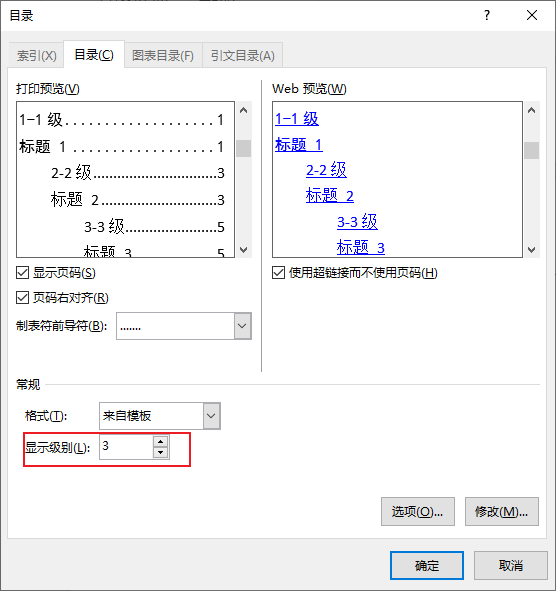 目录
索引(X) 目录(C) 图表目录(F) 引文目录(A)
打印预览(V)
1-1 级....................1
标题 1....................1
2-2 级....................3
标题 2....................3
3-3 级....................5
标题 3 5
Web 预览(W)
1-1 级
标题 1
2-2 级
标题 2
3-3 级
标题 3
显示页码(S)
页码右对齐(R)
制表符前导符(B): .......
使用超链接而不使用页码(H)
常规
格式(T): 来自模板
显示级别(L): 3
选项(O)... 修改(M)...
确定 取消